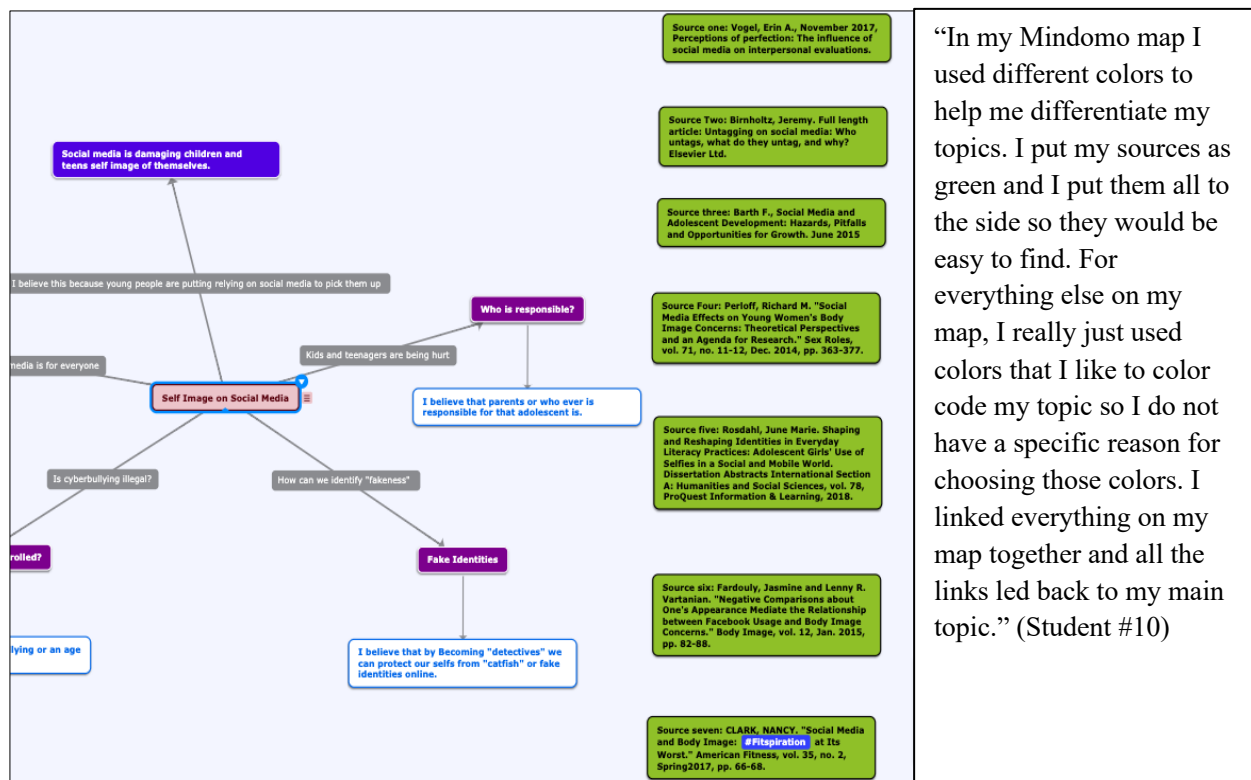 Social media is damaging children and
teens self image of themselves.
I believe this because young people are putting relying on social media to pick them up
Who is responsible?
Kids and teenagers are being hurt
media is for everyone
Self Image on Social Media
I believe that parents or who ever is
responsible for that adolescent is.
Is cyberbullying illegal?
How can we identify "fakeness"
rolled?
Fake Identities
lying or an age
I believe that by Becoming "detectives" we
can protect our selfs from "catfish" or fake
identities online.
Source one: Vogel, Erin A., November 2017,
Perceptions of perfection: The influence of
social media on interpersonal evaluations.
Source Two: Birnholtz, Jeremy. Full length
article: Untagging on social media: Who
untags, what do they untag, and why?
Elsevier Ltd.
Source three: Barth F., Social Media and
Adolescent Development: Hazards, Pitfalls
and Opportunities for Growth. June 2015
Source Four: Perloff, Richard M. "Social
Media Effects on Young Women's Body
Image Concerns: Theoretical Perspectives
and an Agenda for Research." Sex Roles,
vol. 71, no. 11-12, Dec. 2014, pp. 363-377.
Source five: Rosdahl, June Marie. Shaping
and Reshaping Identities in Everyday
Literacy Practices: Adolescent Girls' Use of
Selfies in a Social and Mobile World.
Dissertation Abstracts International Section
A: Humanities and Social Sciences, vol. 78,
ProQuest Information & Learning, 2018.
Source six: Fardouly, Jasmine and Lenny R.
Vartanian. "Negative Comparisons about
One's Appearance Mediate the Relationship
between Facebook Usage and Body Image
Concerns." Body Image, vol. 12, Jan. 2015,
pp. 82-88.
Source seven: CLARK, NANCY. "Social Media
and Body Image: #Fitspiration at Its
Worst." American Fitness, vol. 35, no. 2,
Spring2017, pp. 66-68.
“In my Mindomo map I
used different colors to
help me differentiate my
topics. I put my sources as
green and I put them all to
the side so they would be
easy to find. For
everything else on my
map, I really just used
colors that I like to color
code my topic so I do not
have a specific reason for
choosing those colors. I
linked everything on my
map together and all the
links led back to my main
topic.” (Student #10)